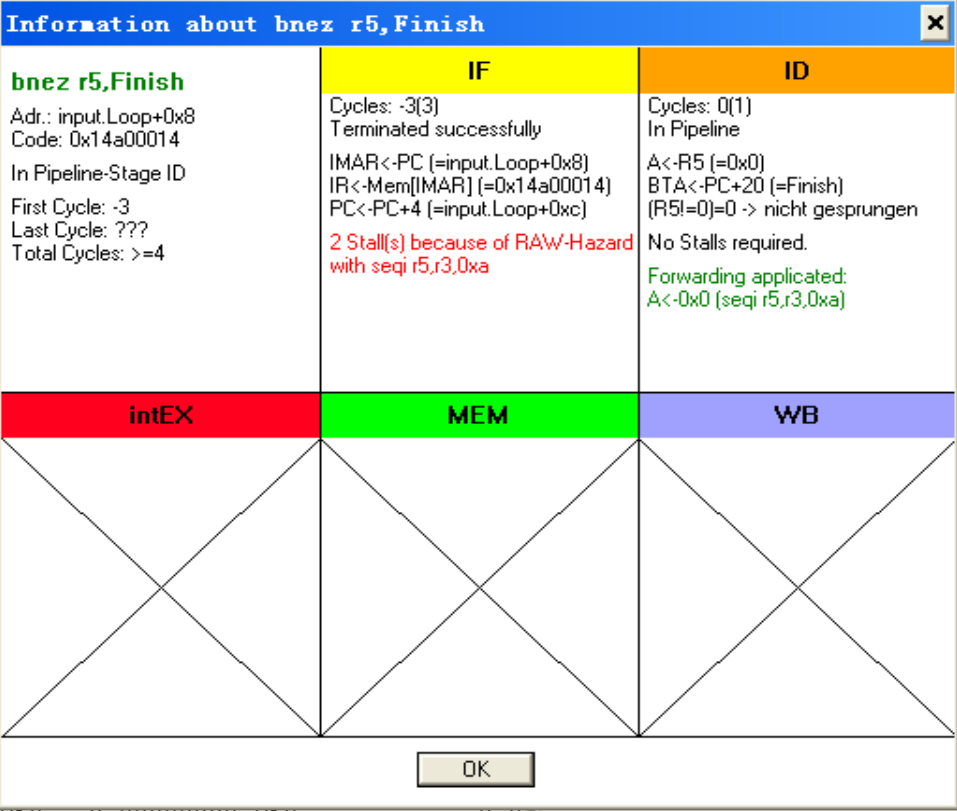 Information about bnez r5,Finish
bnez r5,Finish
Adr.: input.Loop+0x8
Code: 0x14a00014
In Pipeline-Stage ID
First Cycle: -3
Last Cycle: ???
Total Cycles: >=4
IF
Cycles: -3(3)
Terminated successfully
IMAR<-PC (=input.Loop+0x8)
IR<-Mem[IMAR] (=0x14a00014)
PC<-PC+4 (=input.Loop+0xc)
2 Stall(s) because of RAW-Hazard
with seqi r5,r3,0xa
ID
Cycles: 0(1)
In Pipeline
A<-R5 (=0x0)
BTA<-PC+20 (=Finish)
(R5!=0)=0 -> nicht gesprungen
No Stalls required.
Forwarding applicated:
A<-0x0 (seqi r5,r3,0xa)
intEX
MEM
WB
OK